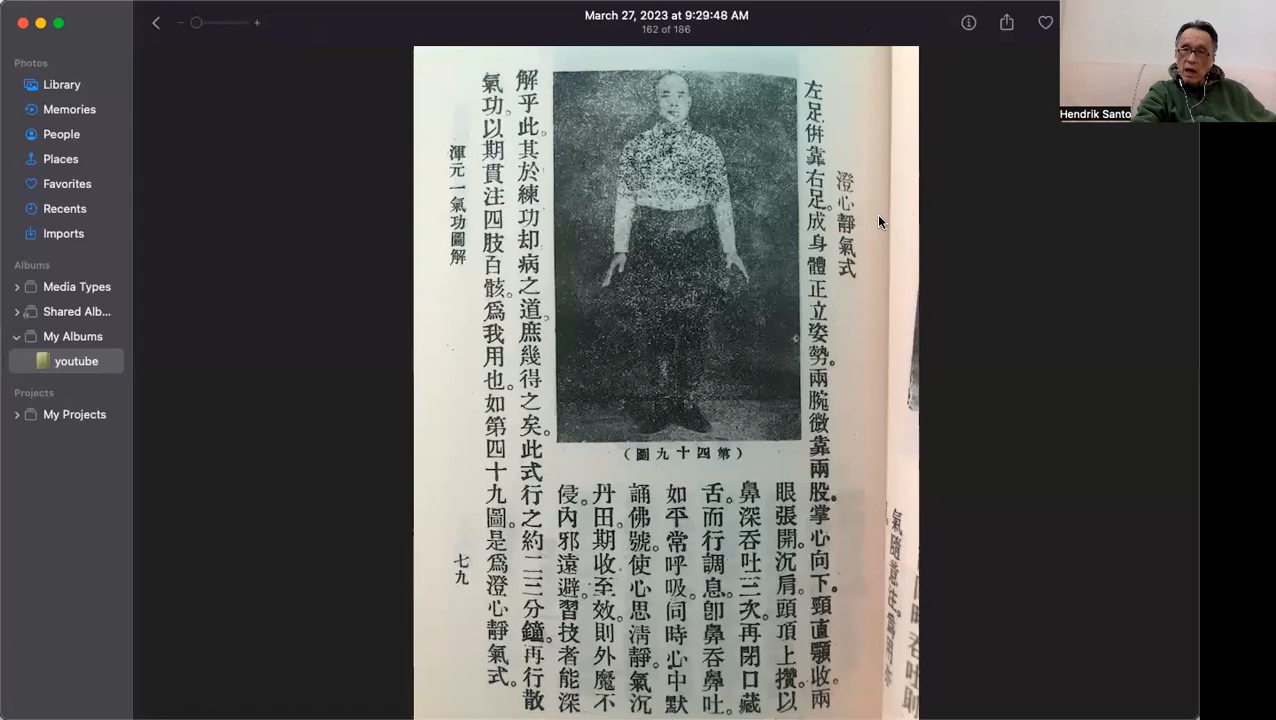 March 27, 2023 at 9:29:48 AM
162 of 186
Photos
Library
Memories
People
Places
Favorites
Recents
Imports
Albums
Media Types
Shared Alb...
My Albums
youtube
Projects
My Projects
Hendrik Santo
澄心靜氣式
左足併靠右足。成身體正立姿勢。兩腕微靠兩股。掌心向下。頸直顎收。兩
眼張開。沉肩。頭頂上攢。以
鼻深吞吐三次。再閉口藏
舌。而行調息。卽鼻吞鼻吐。
如平常呼吸。同時心中默
誦佛號。使心思淸靜。氣沉
丹田。期收至效。則外魔不
侵。內邪遠避。習技者能深
(第四十九圖)
解乎此。其於練功却病之道。庶幾得之矣。此式行之約二三分鐘。再行散
氣功。以期貫注四肢百骸。爲我用也。如第四十九圖。是爲澄心靜氣式。
渾元一氣功圖解
七九
氣隨意注。爲用